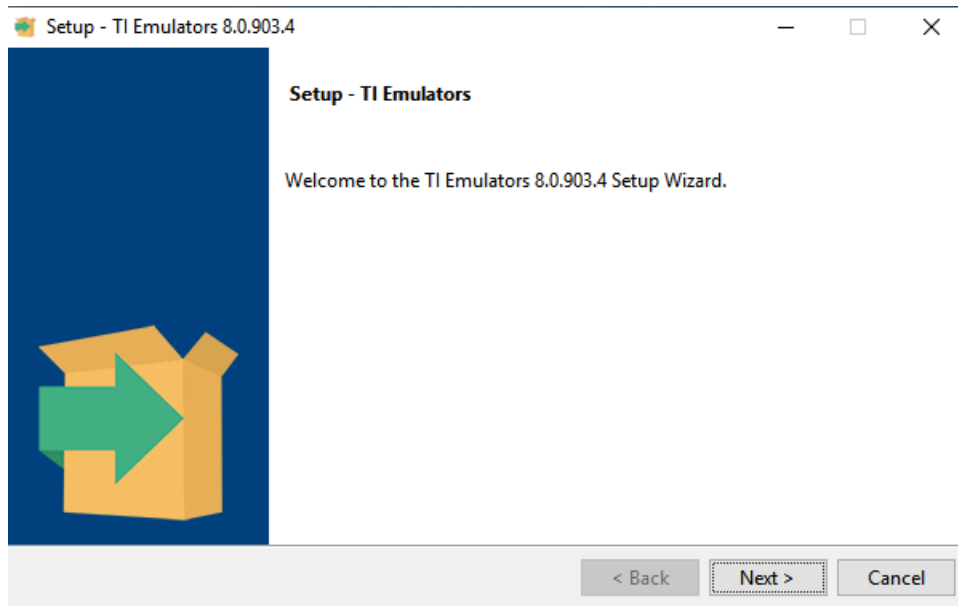 Setup - TI Emulators 8.0.903.4
Setup - TI Emulators
Welcome to the TI Emulators 8.0.903.4 Setup Wizard.
< Back Next > Cancel